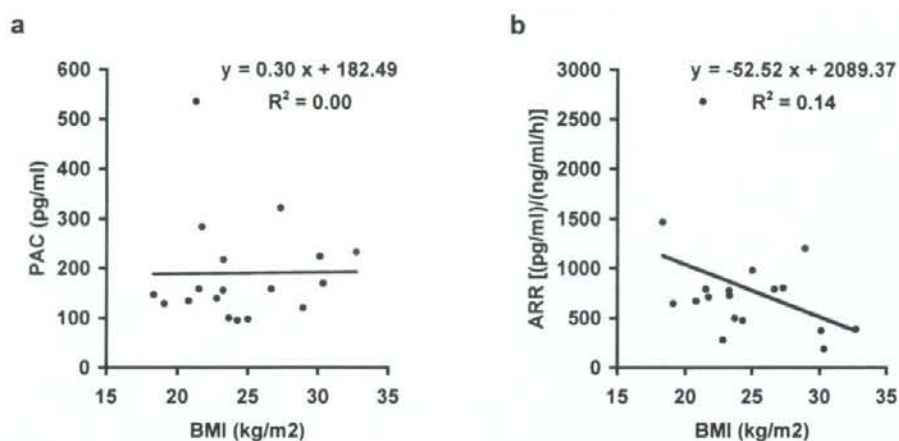 a
y = 0.30 x + 182.49
R² = 0.00
600
500
400
300
200
100
0
PAC (pg/ml)
15 20 25 30 35
BMI (kg/m2)
b
y = -52.52 x + 2089.37
R² = 0.14
3000
2500
2000
1500
1000
500
0
ARR [(pg/ml)/(ng/ml/h)]
15 20 25 30 35
BMI (kg/m2)